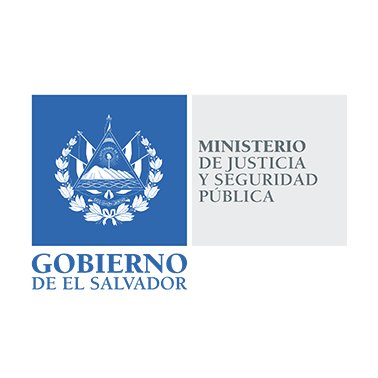 MINISTERIO
DE JUSTICIA
Y SEGURIDAD
PÚBLICA
GOBIERNO
DE EL SALVADOR